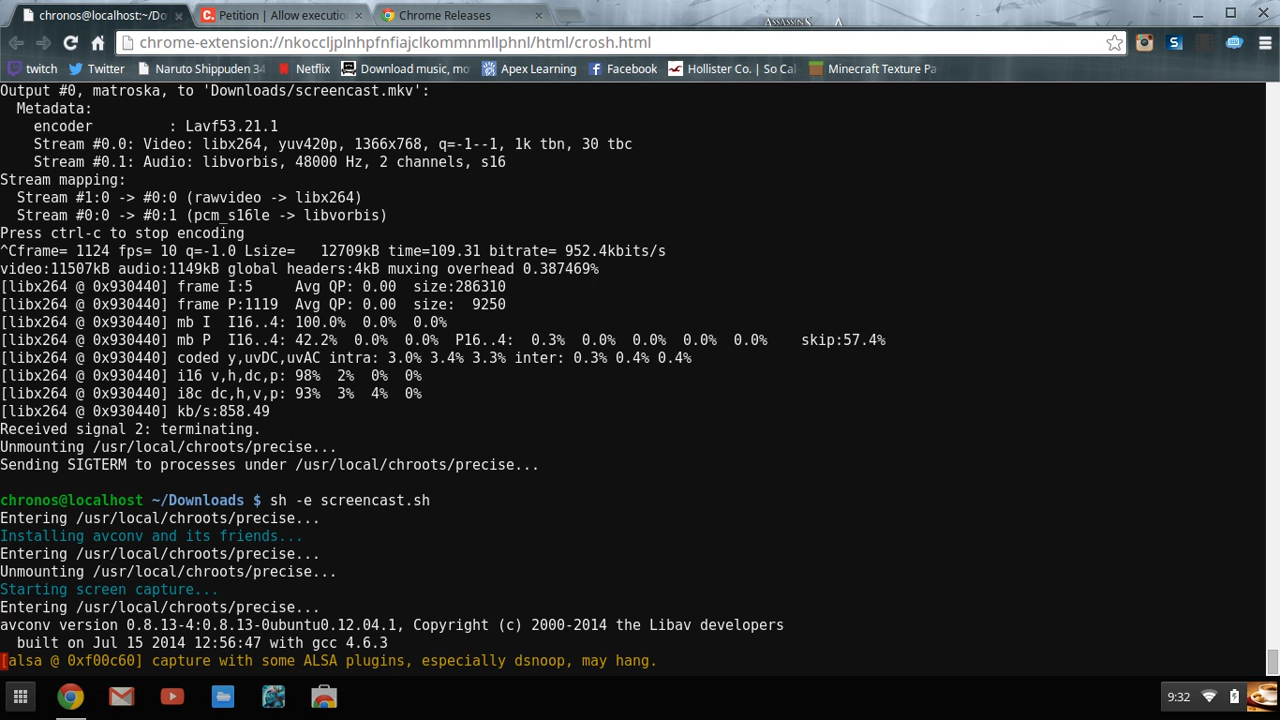 chronos@localhost:~/Do
Petition | Allow executio
Chrome Releases
ASSASSINS
chrome-extension://nkoccljplnhpfnfiajclkommnmllphnl/html/crosh.html
twitch
Twitter
Naruto Shippuden 34
Netflix
Download music, mo
Apex Learning
Facebook
Hollister Co. | So Cal
Minecraft Texture Pa
Output #0, matroska, to 'Downloads/screencast.mkv':
Metadata:
encoder : Lavf53.21.1
Stream #0.0: Video: libx264, yuv420p, 1366x768, q=-1--1, 1k tbn, 30 tbc
Stream #0.1: Audio: libvorbis, 48000 Hz, 2 channels, s16
Stream mapping:
Stream #1:0 -> #0:0 (rawvideo -> libx264)
Stream #0:0 -> #0:1 (pcm_s16le -> libvorbis)
Press ctrl-c to stop encoding
^Cframe= 1124 fps= 10 q=-1.0 Lsize= 12709kB time=109.31 bitrate= 952.4kbits/s
video:11507kB audio:1149kB global headers:4kB muxing overhead 0.387469%
[libx264 @ 0x930440] frame I:5 Avg QP: 0.00 size:286310
[libx264 @ 0x930440] frame P:1119 Avg QP: 0.00 size: 9250
[libx264 @ 0x930440] mb I I16..4: 100.0% 0.0% 0.0%
[libx264 @ 0x930440] mb P I16..4: 42.2% 0.0% 0.0% P16..4: 0.3% 0.0% 0.0% 0.0% 0.0% skip:57.4%
[libx264 @ 0x930440] coded y,uvDC,uvAC intra: 3.0% 3.4% 3.3% inter: 0.3% 0.4% 0.4%
[libx264 @ 0x930440] i16 v,h,dc,p: 98% 2% 0% 0%
[libx264 @ 0x930440] i8c dc,h,v,p: 93% 3% 4% 0%
[libx264 @ 0x930440] kb/s:858.49
Received signal 2: terminating.
Unmounting /usr/local/chroots/precise...
Sending SIGTERM to processes under /usr/local/chroots/precise...
chronos@localhost ~/Downloads $ sh -e screencast.sh
Entering /usr/local/chroots/precise...
Installing avconv and its friends...
Entering /usr/local/chroots/precise...
Unmounting /usr/local/chroots/precise...
Starting screen capture...
Entering /usr/local/chroots/precise...
avconv version 0.8.13-4:0.8.13-0ubuntu0.12.04.1, Copyright (c) 2000-2014 the Libav developers
built on Jul 15 2014 12:56:47 with gcc 4.6.3
[alsa @ 0xf00c60] capture with some ALSA plugins, especially dsnoop, may hang.
9:32